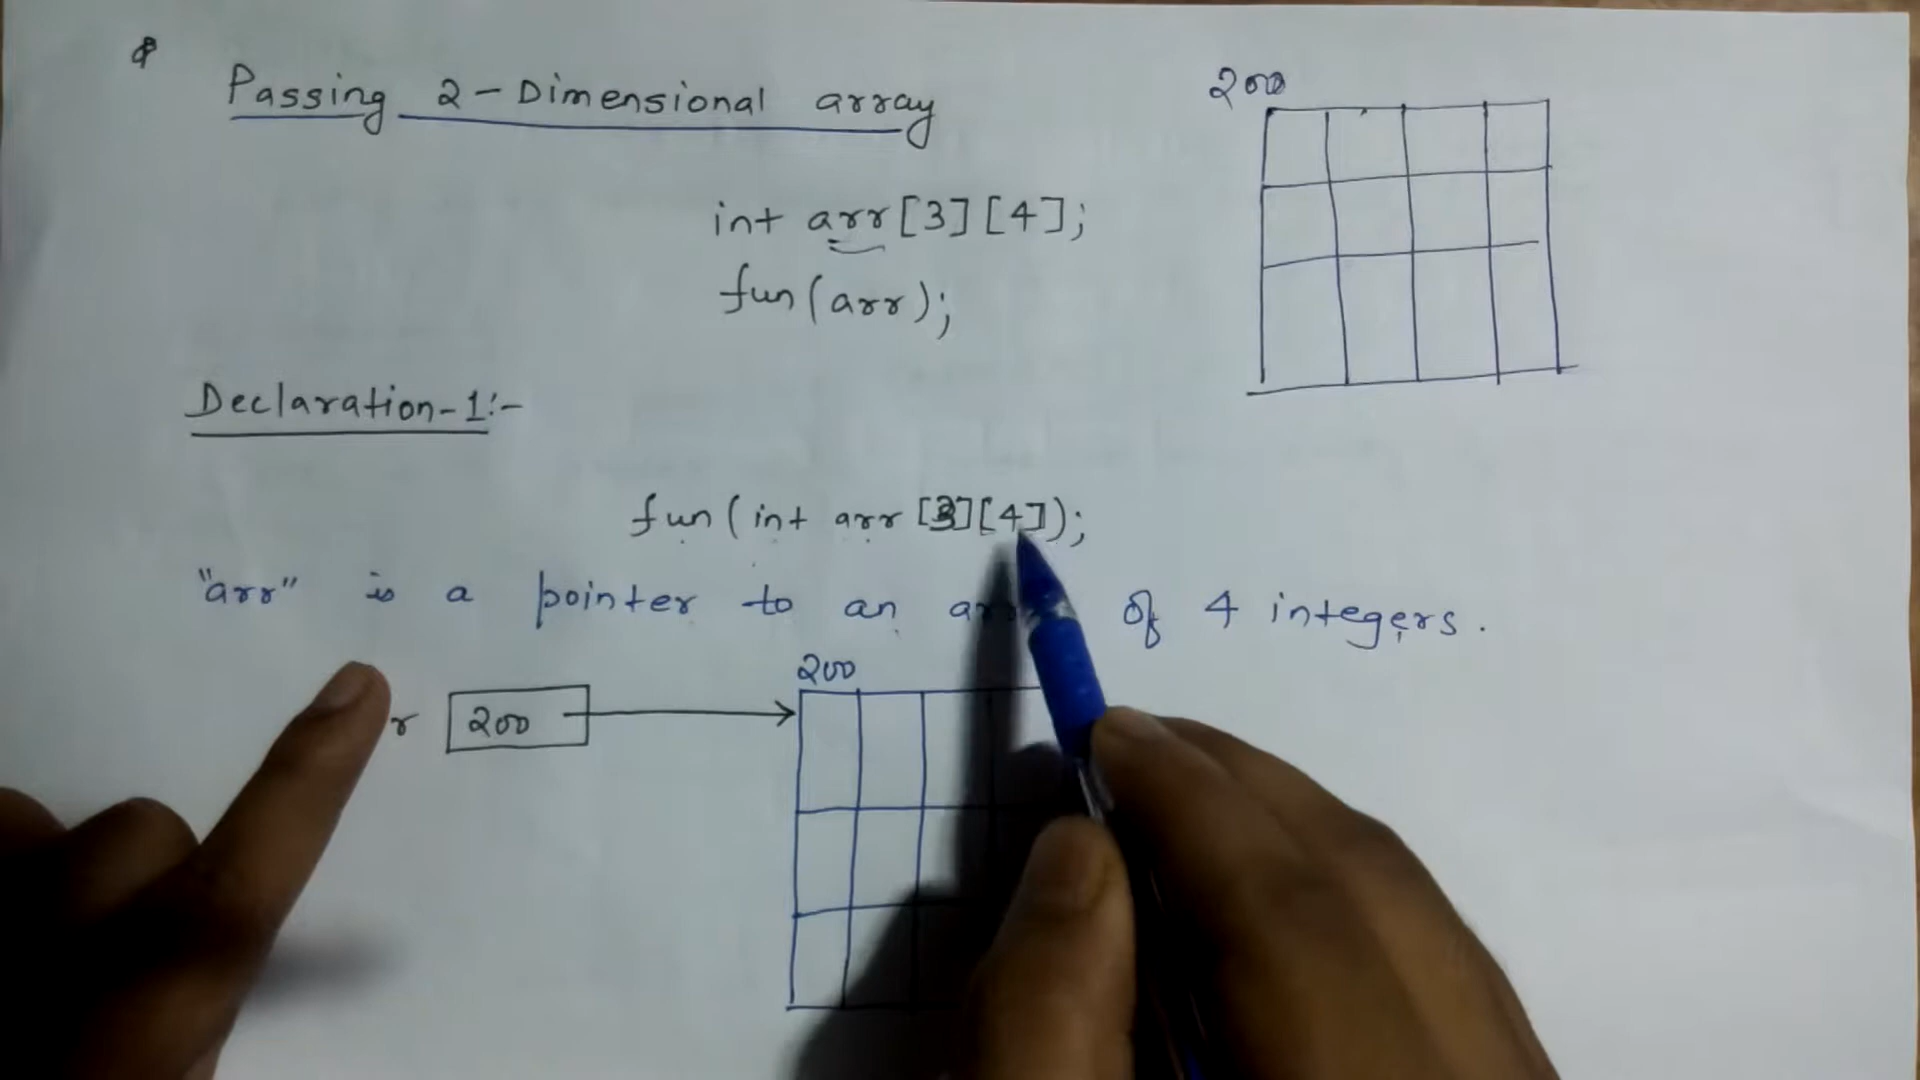 Passing 2-Dimensional array
200
int arr[3][4];
fun(arr);
Declaration-1:-
fun(int arr[3][4]);
"arr" is a pointer to an of 4 integers.
200
r 200